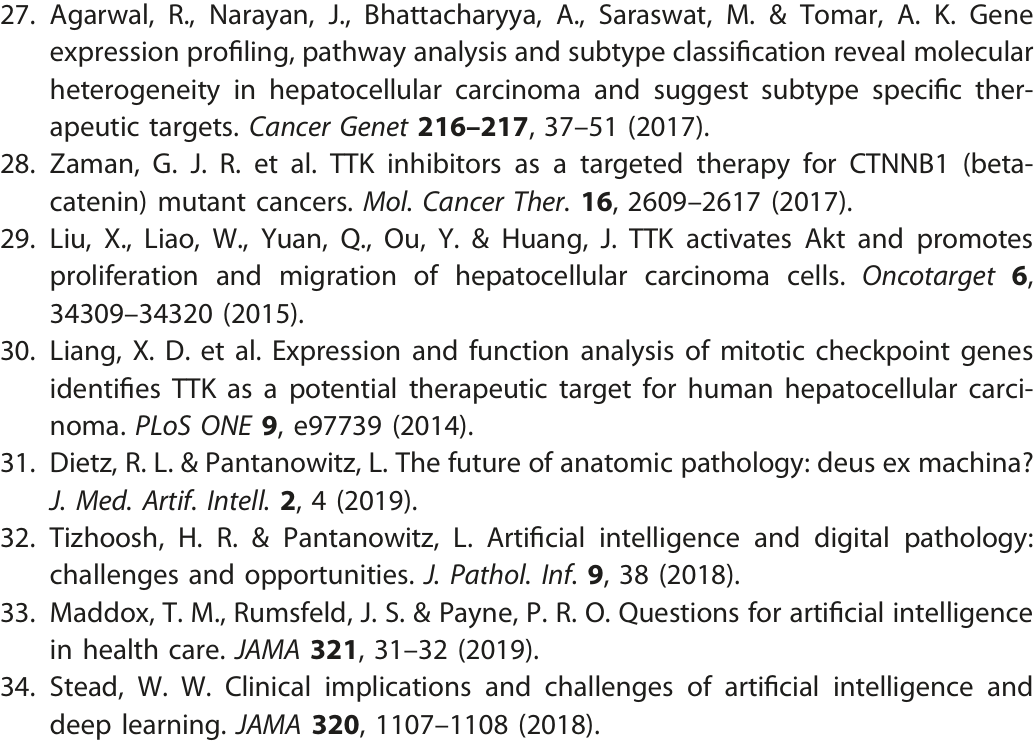 27. Agarwal, R., Narayan, J., Bhattacharyya, A., Saraswat, M. & Tomar, A. K. Gene
expression profiling, pathway analysis and subtype classification reveal molecular
heterogeneity in hepatocellular carcinoma and suggest subtype specific ther-
apeutic targets. Cancer Genet 216–217, 37–51 (2017).
28. Zaman, G. J. R. et al. TTK inhibitors as a targeted therapy for CTNNB1 (beta-
catenin) mutant cancers. Mol. Cancer Ther. 16, 2609–2617 (2017).
29. Liu, X., Liao, W., Yuan, Q., Ou, Y. & Huang, J. TTK activates Akt and promotes
proliferation and migration of hepatocellular carcinoma cells. Oncotarget 6,
34309–34320 (2015).
30. Liang, X. D. et al. Expression and function analysis of mitotic checkpoint genes
identifies TTK as a potential therapeutic target for human hepatocellular carci-
noma. PLoS ONE 9, e97739 (2014).
31. Dietz, R. L. & Pantanowitz, L. The future of anatomic pathology: deus ex machina?
J. Med. Artif. Intell. 2, 4 (2019).
32. Tizhoosh, H. R. & Pantanowitz, L. Artificial intelligence and digital pathology:
challenges and opportunities. J. Pathol. Inf. 9, 38 (2018).
33. Maddox, T. M., Rumsfeld, J. S. & Payne, P. R. O. Questions for artificial intelligence
in health care. JAMA 321, 31–32 (2019).
34. Stead, W. W. Clinical implications and challenges of artificial intelligence and
deep learning. JAMA 320, 1107–1108 (2018).